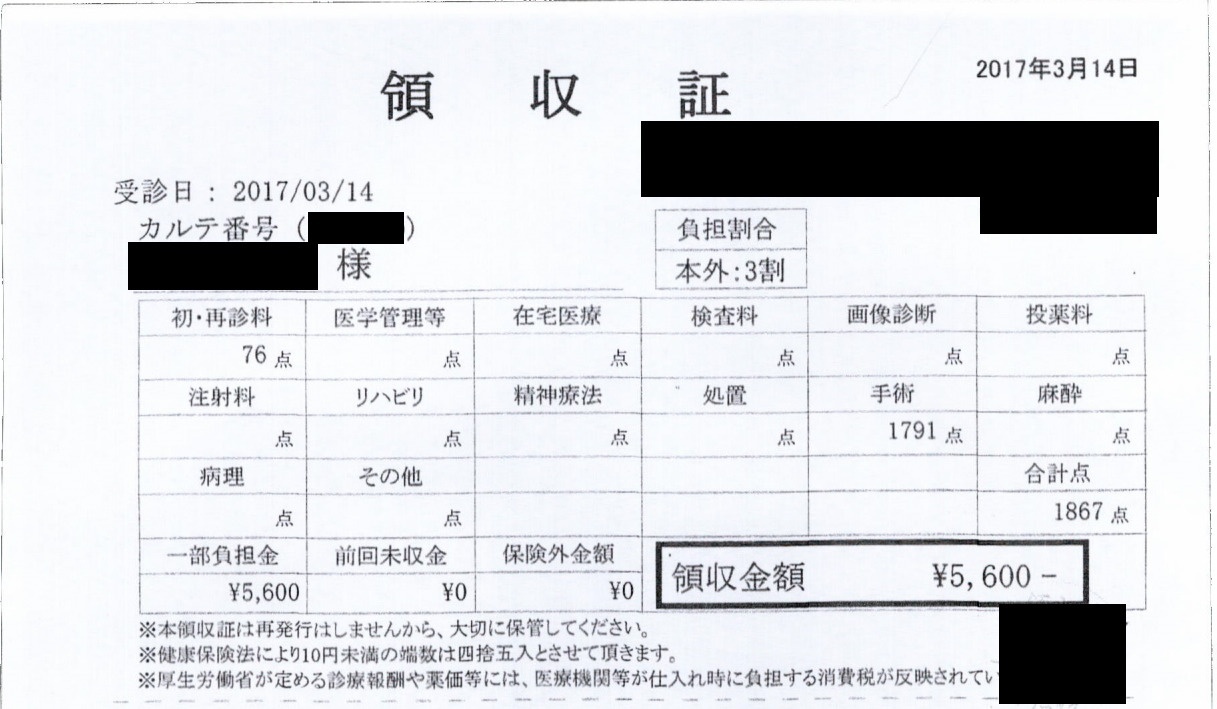 2017年3月14日
領収証
受診日：2017/03/14
カルテ番号（ ）
様
負担割合
本外：3割
初・再診料 医学管理等 在宅医療 検査料 画像診断 投薬料
76 点 点 点 点 点 点
注射料 リハビリ 精神療法 処置 手術 麻酔
点 点 点 点 1791 点 点
病理 その他 合計点
点 点 1867 点
一部負担金 前回未収金 保険外金額
¥5,600 ¥0 ¥0
領収金額 ¥5,600－
※本領収証は再発行はしませんから、大切に保管してください。
※健康保険法により10円未満の端数は四捨五入とさせて頂きます。
※厚生労働省が定める診療報酬や薬価等には、医療機関等が仕入れ時に負担する消費税が反映されてい